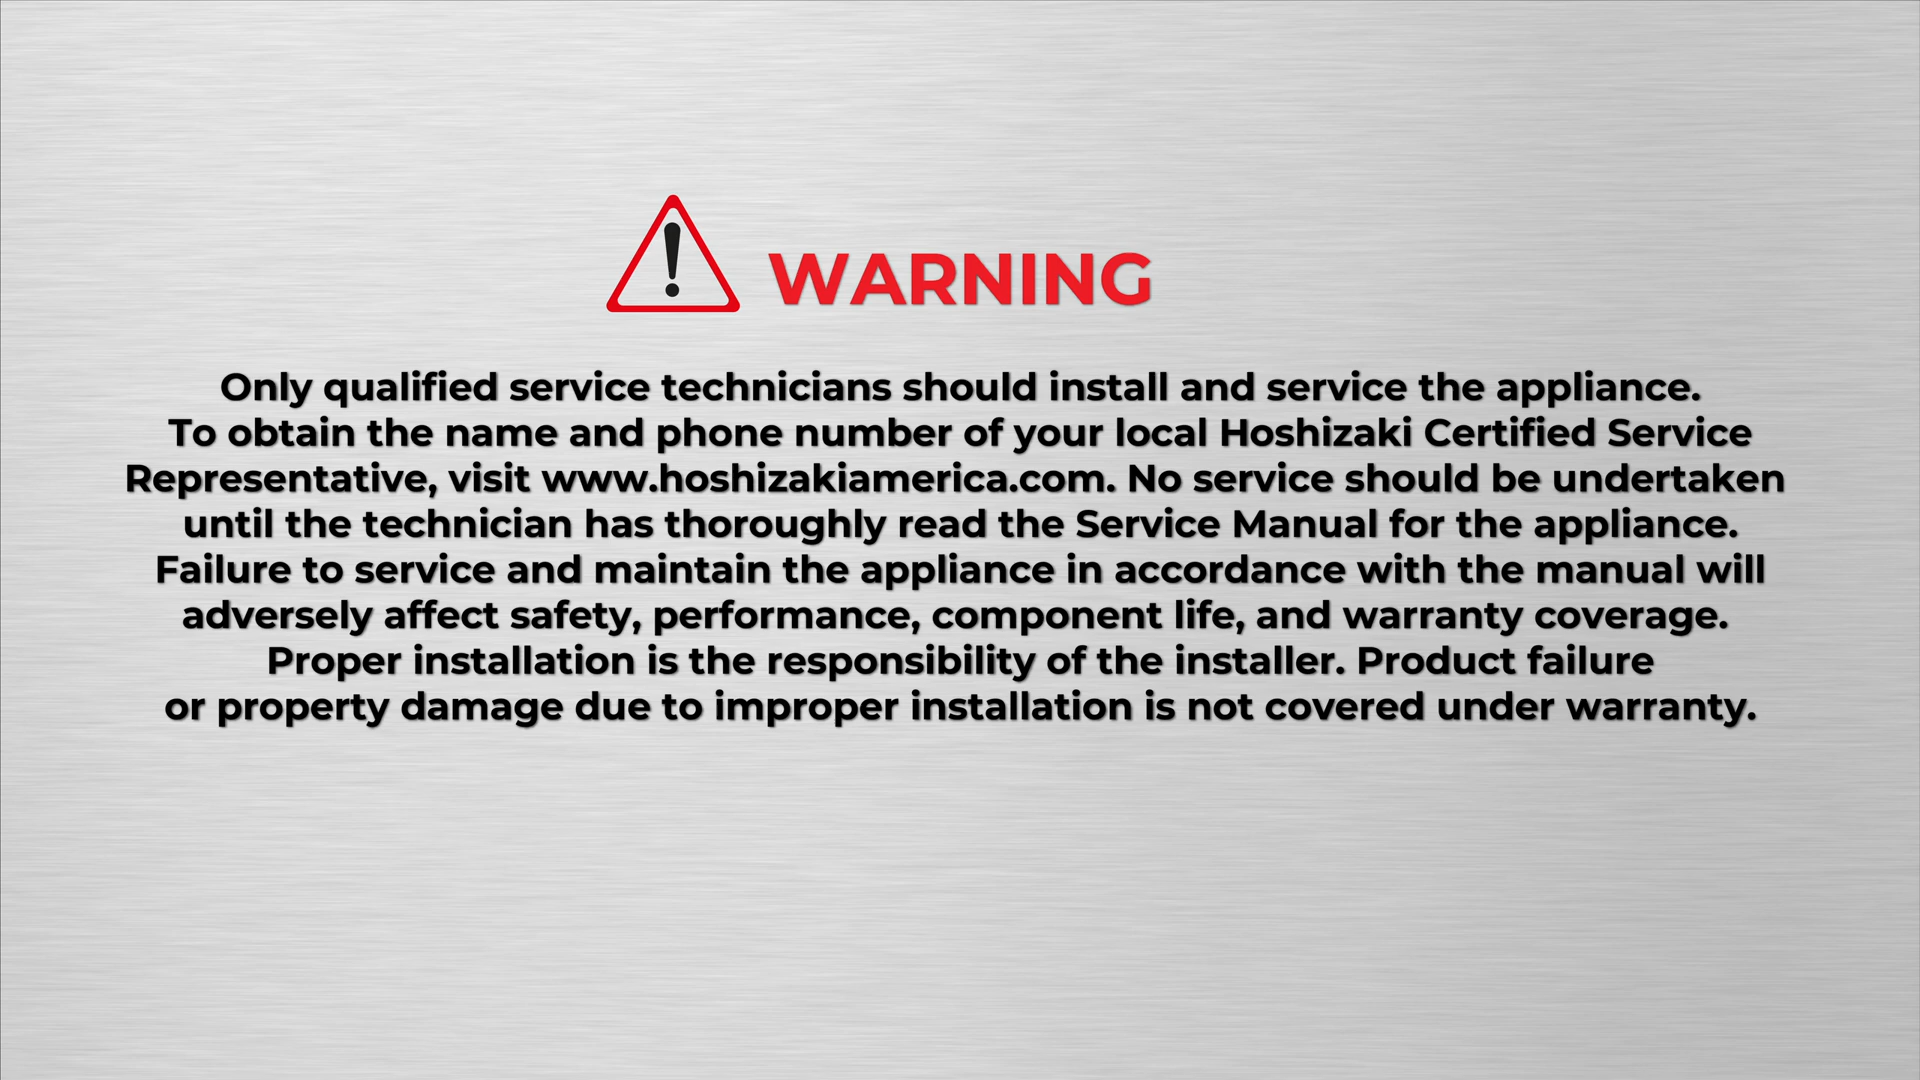 WARNING
Only qualified service technicians should install and service the appliance.
To obtain the name and phone number of your local Hoshizaki Certified Service
Representative, visit www.hoshizakiamerica.com. No service should be undertaken
until the technician has thoroughly read the Service Manual for the appliance.
Failure to service and maintain the appliance in accordance with the manual will
adversely affect safety, performance, component life, and warranty coverage.
Proper installation is the responsibility of the installer. Product failure
or property damage due to improper installation is not covered under warranty.